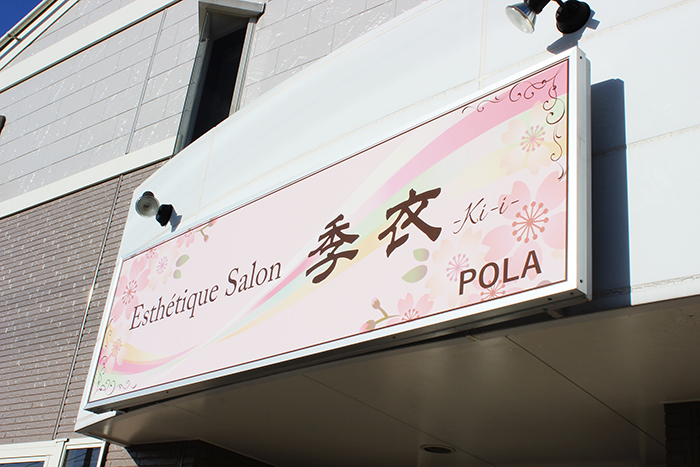 Esthétique Salon 季衣 -Ki-i-
POLA